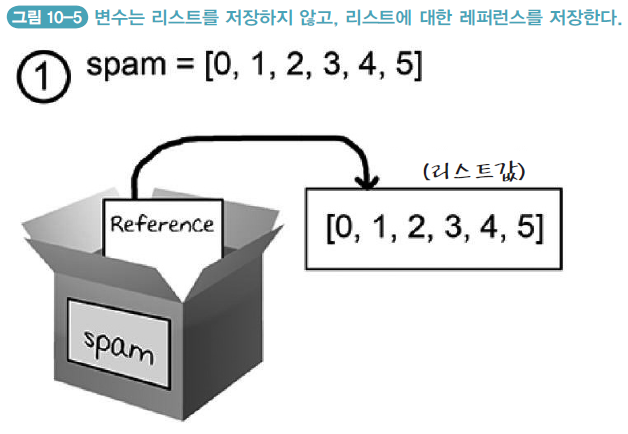 그림 10-5 변수는 리스트를 저장하지 않고, 리스트에 대한 레퍼런스를 저장한다.
① spam = [0, 1, 2, 3, 4, 5]
(리스트값)
Reference
[0, 1, 2, 3, 4, 5]
spam